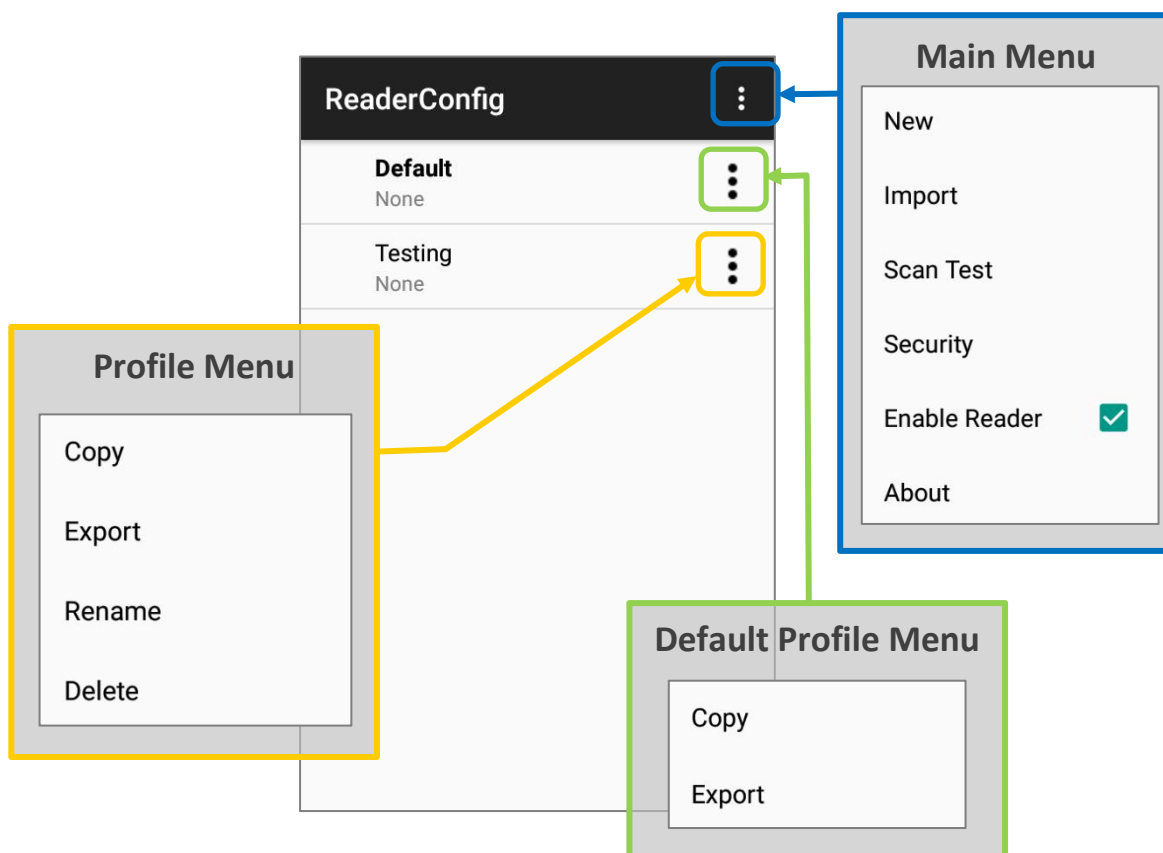 Main Menu
ReaderConfig
New
Default
None
Import
Testing
None
Scan Test
Security
Profile Menu
Enable Reader
Copy
About
Export
Rename
Default Profile Menu
Delete
Copy
Export